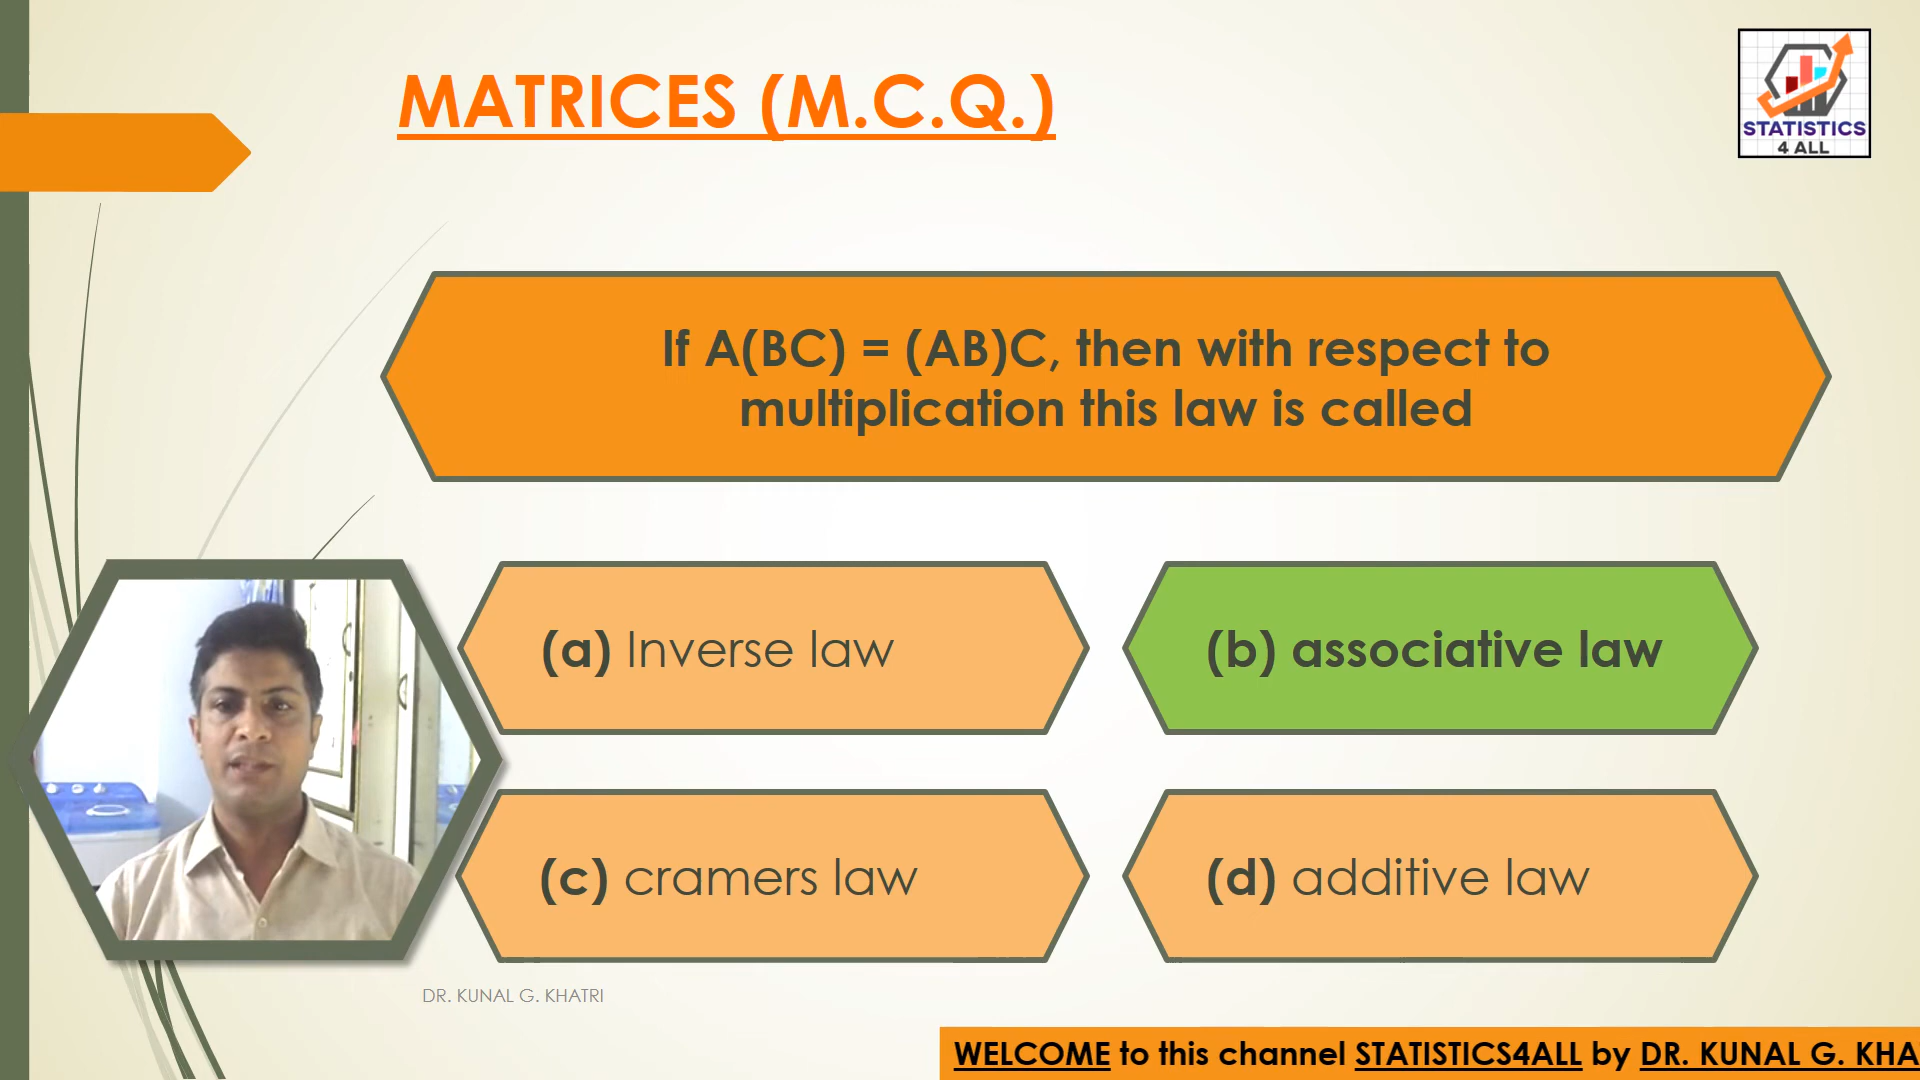 MATRICES (M.C.Q.)
STATISTICS
4 ALL
If A(BC) = (AB)C, then with respect to
multiplication this law is called
(a) Inverse law
(b) associative law
(c) cramers law
(d) additive law
DR. KUNAL G. KHATRI
WELCOME to this channel STATISTICS4ALL by DR. KUNAL G. KHA